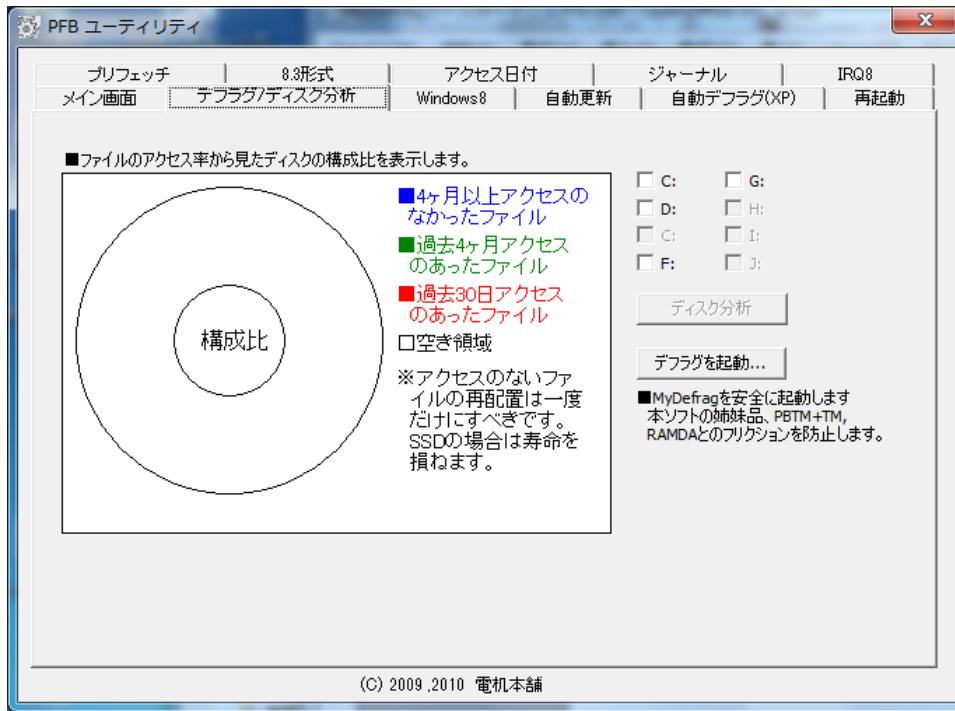 PFB ユーティリティ
プリフェッチ
8.3形式
アクセス日付
ジャーナル
IRQ8
メイン画面
デフラグ/ディスク分析
Windows8
自動更新
自動デフラグ(XP)
再起動
■ファイルのアクセス率から見たディスクの構成比を表示します。
構成比
■4ヶ月以上アクセスの
なかったファイル
■過去4ヶ月アクセス
のあったファイル
■過去30日アクセス
のあったファイル
□空き領域
※アクセスのないファ
イルの再配置は一度
だけにすべきです。
SSDの場合は寿命を
損ねます。
C:
G:
D:
H:
C:
I:
F:
J:
ディスク分析
デフラグを起動...
■MyDefragを安全に起動します
本ソフトの姉妹品、PBTM+TM,
RAMDAとのフリクションを防止します。
(C) 2009 ,2010 電机本舗